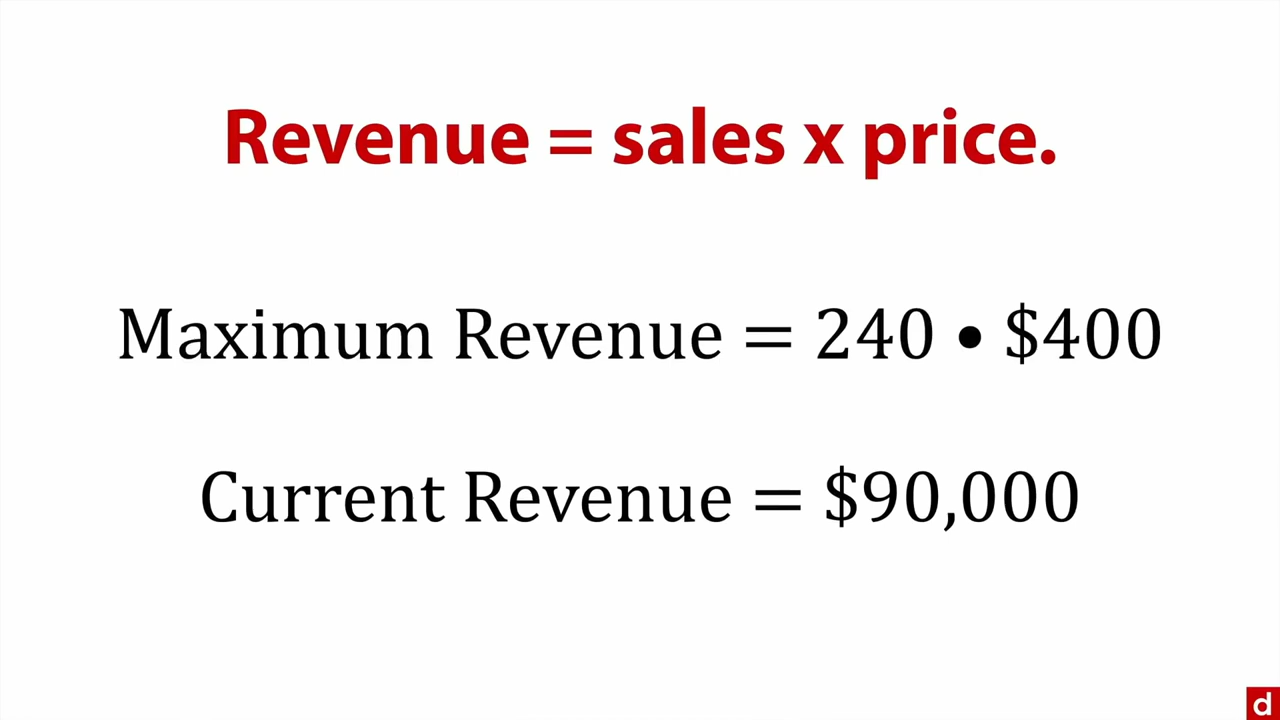 Revenue = sales x price.
Maximum Revenue = 240 • $400
Current Revenue = $90,000
d